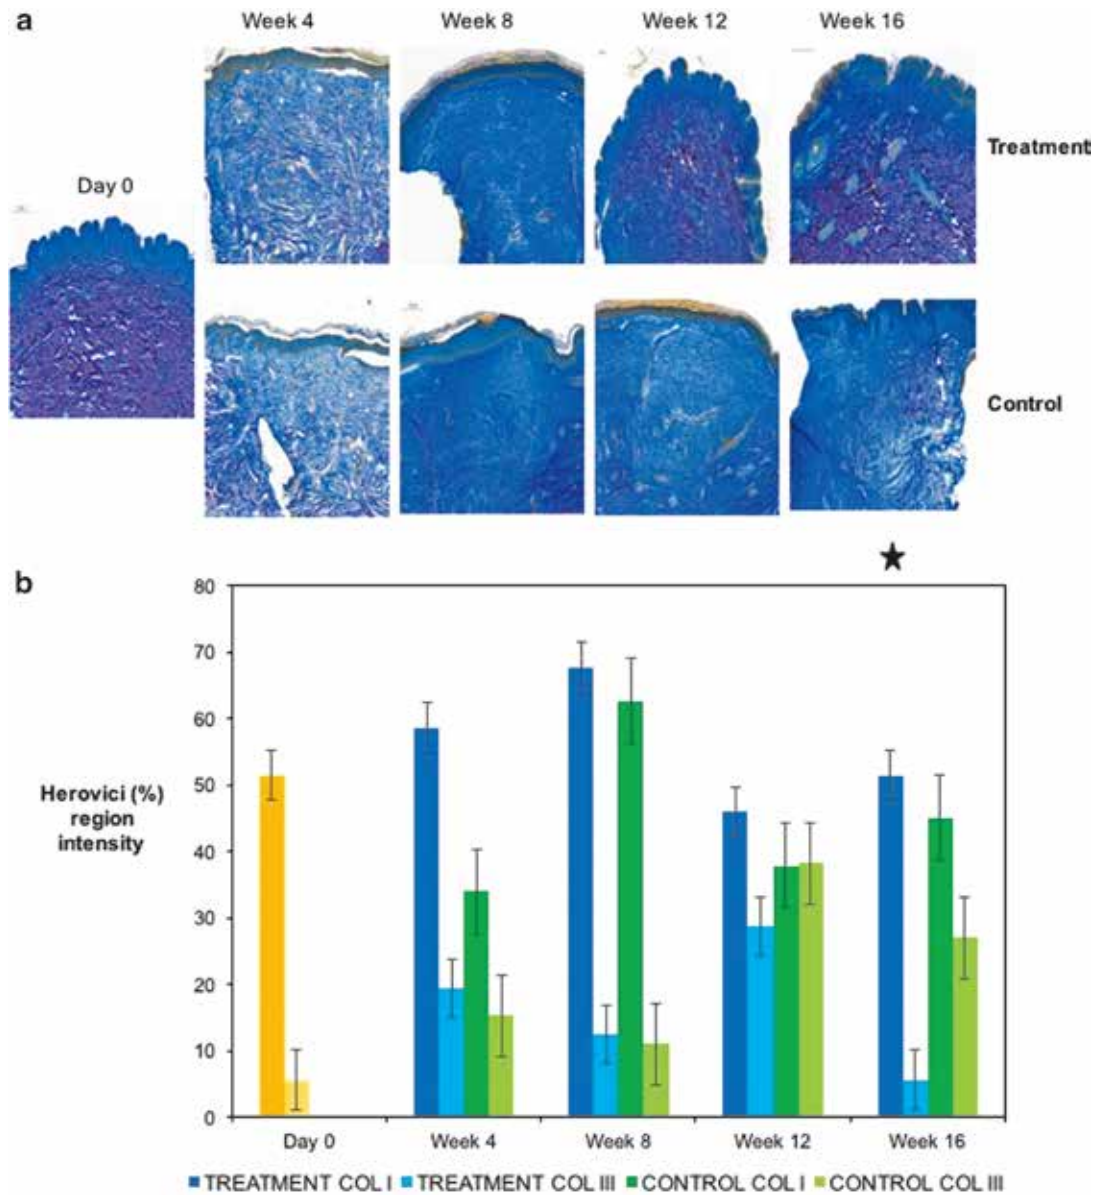 a
Week 4 Week 8 Week 12 Week 16
Treatment
Day 0
Control
★
b
80
70
60
50
40
30
20
10
0
Herovici (%)
region
intensity
Day 0 Week 4 Week 8 Week 12 Week 16
TREATMENT COL I TREATMENT COL III CONTROL COL I CONTROL COL III